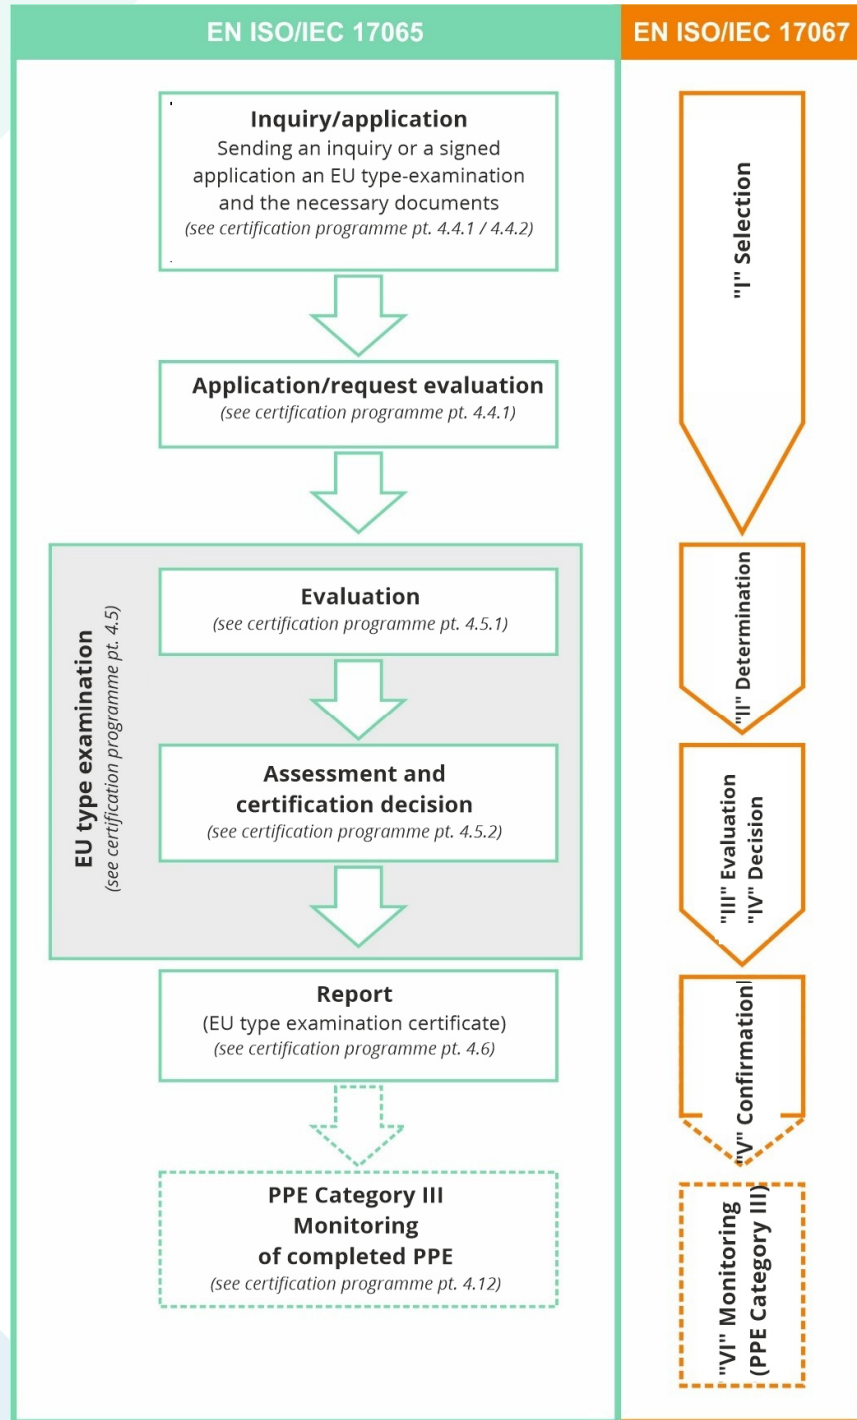 EN ISO/IEC 17065
EN ISO/IEC 17067
Inquiry/application
Sending an inquiry or a signed
application an EU type-examination
and the necessary documents
(see certification programme pt. 4.4.1 / 4.4.2)
Application/request evaluation
(see certification programme pt. 4.4.1)
EU type examination
(see certification programme pt. 4.5)
Evaluation
(see certification programme pt. 4.5.1)
Assessment and
certification decision
(see certification programme pt. 4.5.2)
Report
(EU type examination certificate)
(see certification programme pt. 4.6)
PPE Category III
Monitoring
of completed PPE
(see certification programme pt. 4.12)
"I" Selection
"II" Determination
"III" Evaluation
"IV" Decision
"V" Confirmation
"VI" Monitoring
(PPE Category III)